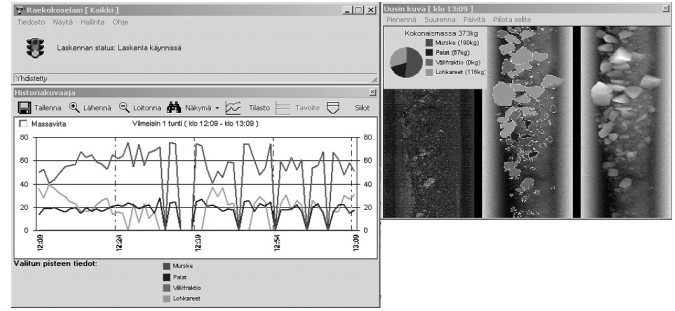 Raekokoselain [ Kaikki ]
Tiedosto Näytä Hallinta Ohje
Laskennan status: Laskenta käynnissä
Yhdistetty
Historiakuvaaja
Tallenna Lähennä Loitonna Näkymä Tilasto Tavoite Siilot
Massavirta Viimeisin 1 tunti ( klo 12:09 - klo 13:09 )
80 80
60 60
40 40
20 20
0 0
12:09 12:24 12:39 12:54 13:09
Valitun pisteen tiedot:
Murske
Palat
Välifraktio
Lohkareet
Uusin kuva [ klo 13:09 ]
Pienennä Suurenna Päivitä Piilota selite
Kokonaismassa 373kg
Murske (190kg)
Palat (67kg)
Välifraktio (0kg)
Lohkareet (116kg)